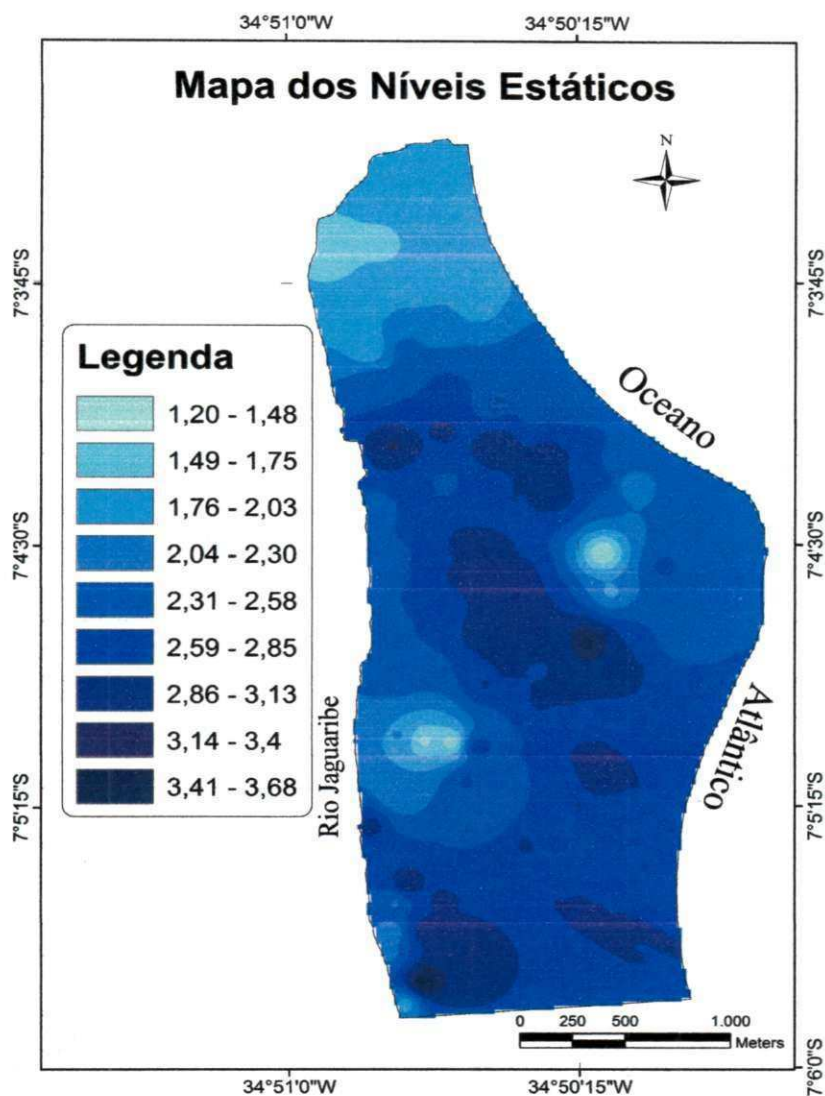 34°51'0"W 34°50'15"W
Mapa dos Níveis Estáticos
N
7°3'45"S 7°3'45"S
Oceano
Legenda
1,20 - 1,48
1,49 - 1,75
1,76 - 2,03
2,04 - 2,30
2,31 - 2,58
2,59 - 2,85
2,86 - 3,13
3,14 - 3,4
3,41 - 3,68
7°4'30"S 7°4'30"S
Atlântico
Rio Jaguaribe
7°5'15"S 7°5'15"S
0 250 500 1.000
Meters
7°6'0"S
34°51'0"W 34°50'15"W